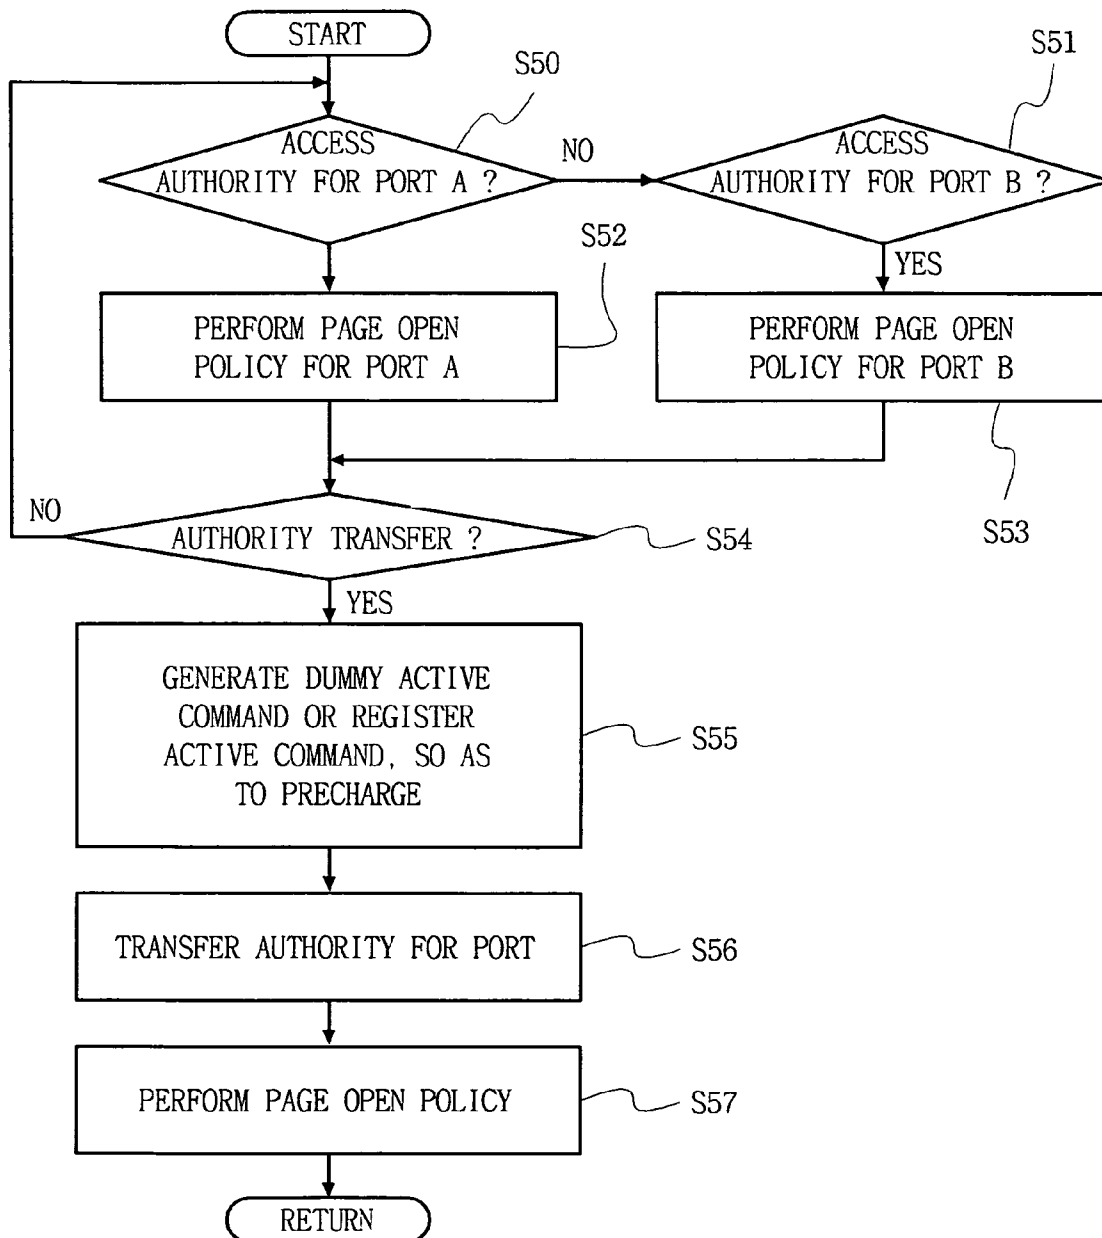 START
S50
S51
ACCESS
AUTHORITY FOR PORT A ?
NO
ACCESS
AUTHORITY FOR PORT B ?
S52
YES
PERFORM PAGE OPEN
POLICY FOR PORT A
PERFORM PAGE OPEN
POLICY FOR PORT B
S53
NO
AUTHORITY TRANSFER ?
S54
YES
GENERATE DUMMY ACTIVE
COMMAND OR REGISTER
ACTIVE COMMAND, SO AS
TO PRECHARGE
S55
TRANSFER AUTHORITY FOR PORT
S56
PERFORM PAGE OPEN POLICY
S57
RETURN